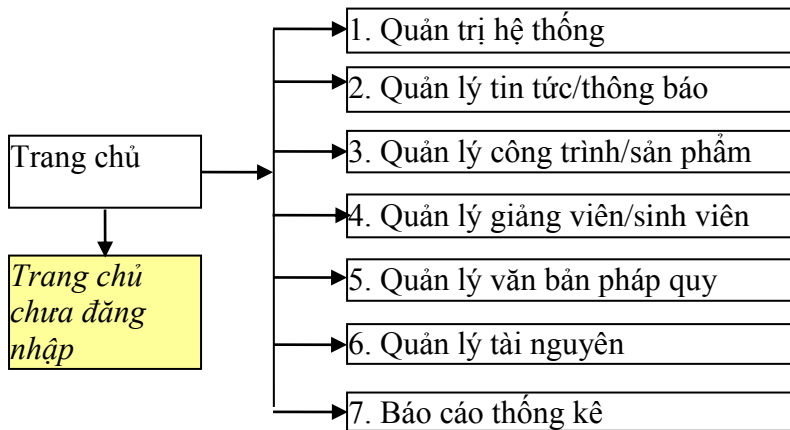 1. Quản trị hệ thống
2. Quản lý tin tức/thông báo
Trang chủ
3. Quản lý công trình/sản phẩm
4. Quản lý giảng viên/sinh viên
Trang chủ
chưa đăng
nhập
5. Quản lý văn bản pháp quy
6. Quản lý tài nguyên
7. Báo cáo thống kê